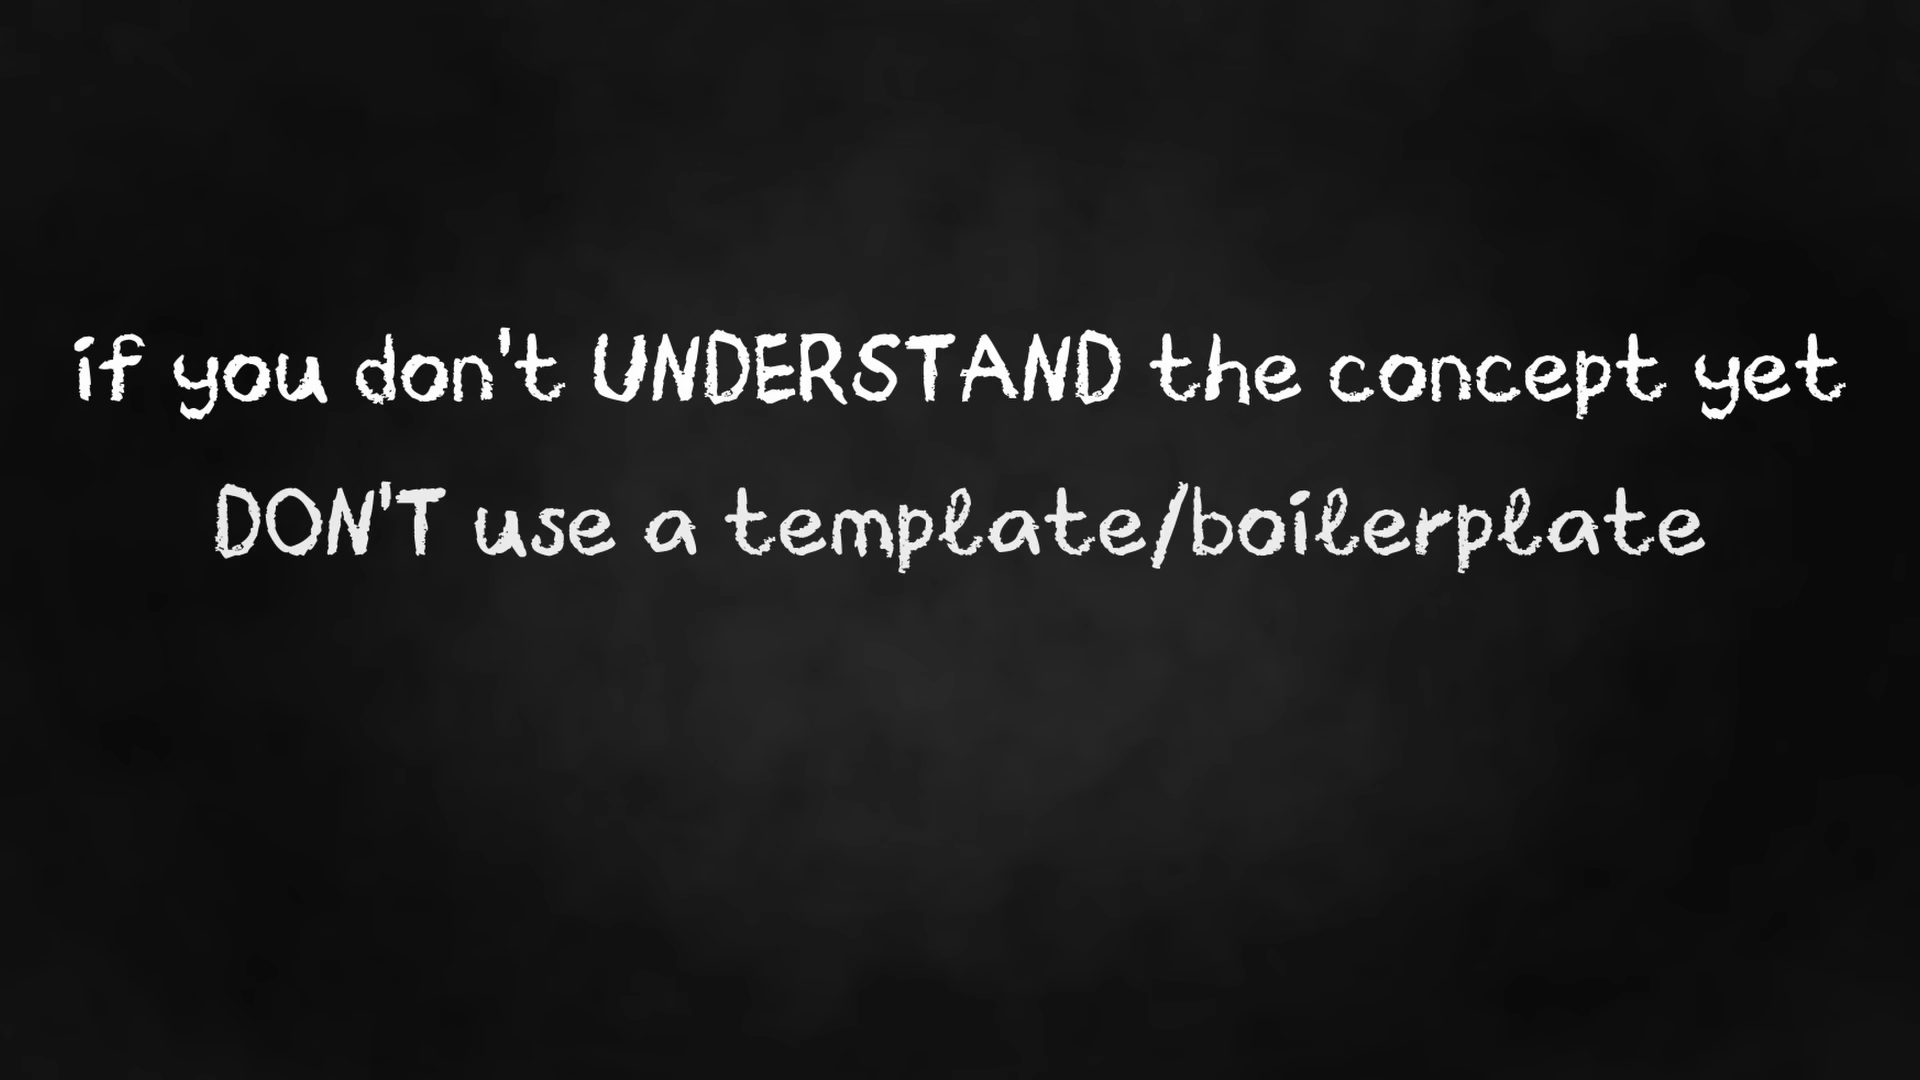 if you don't UNDERSTAND the concept yet
DON'T use a template/boilerplate